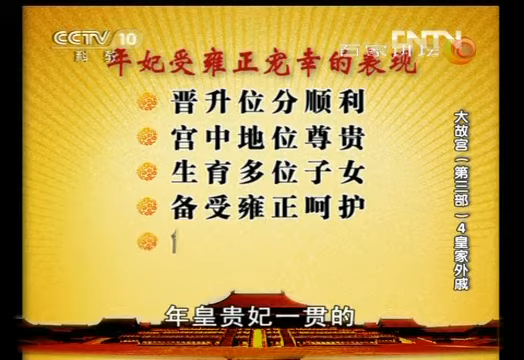 CCTV 10
科教
百家讲坛
CNTV
年妃受雍正宠幸的表现
晋升位分顺利
宫中地位尊贵
生育多位子女
备受雍正呵护
大故宫（第三部）4皇家外戚
年皇贵妃一贯的